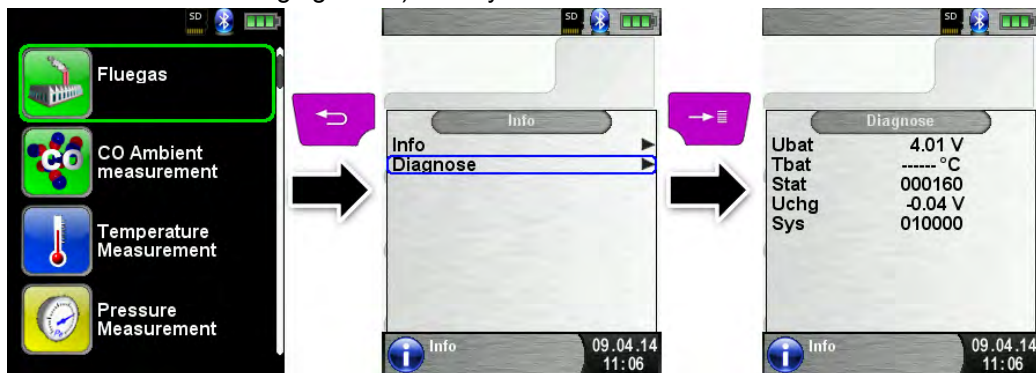 SD
Fluegas
CO
CO Ambient
measurement
Temperature
Measurement
Pa
Pressure
Measurement
SD
Info
Info
Diagnose
Info
09.04.14
11:06
SD
Diagnose
Ubat 4.01 V
Tbat ------ °C
Stat 000160
Uchg -0.04 V
Sys 010000
Info
09.04.14
11:06